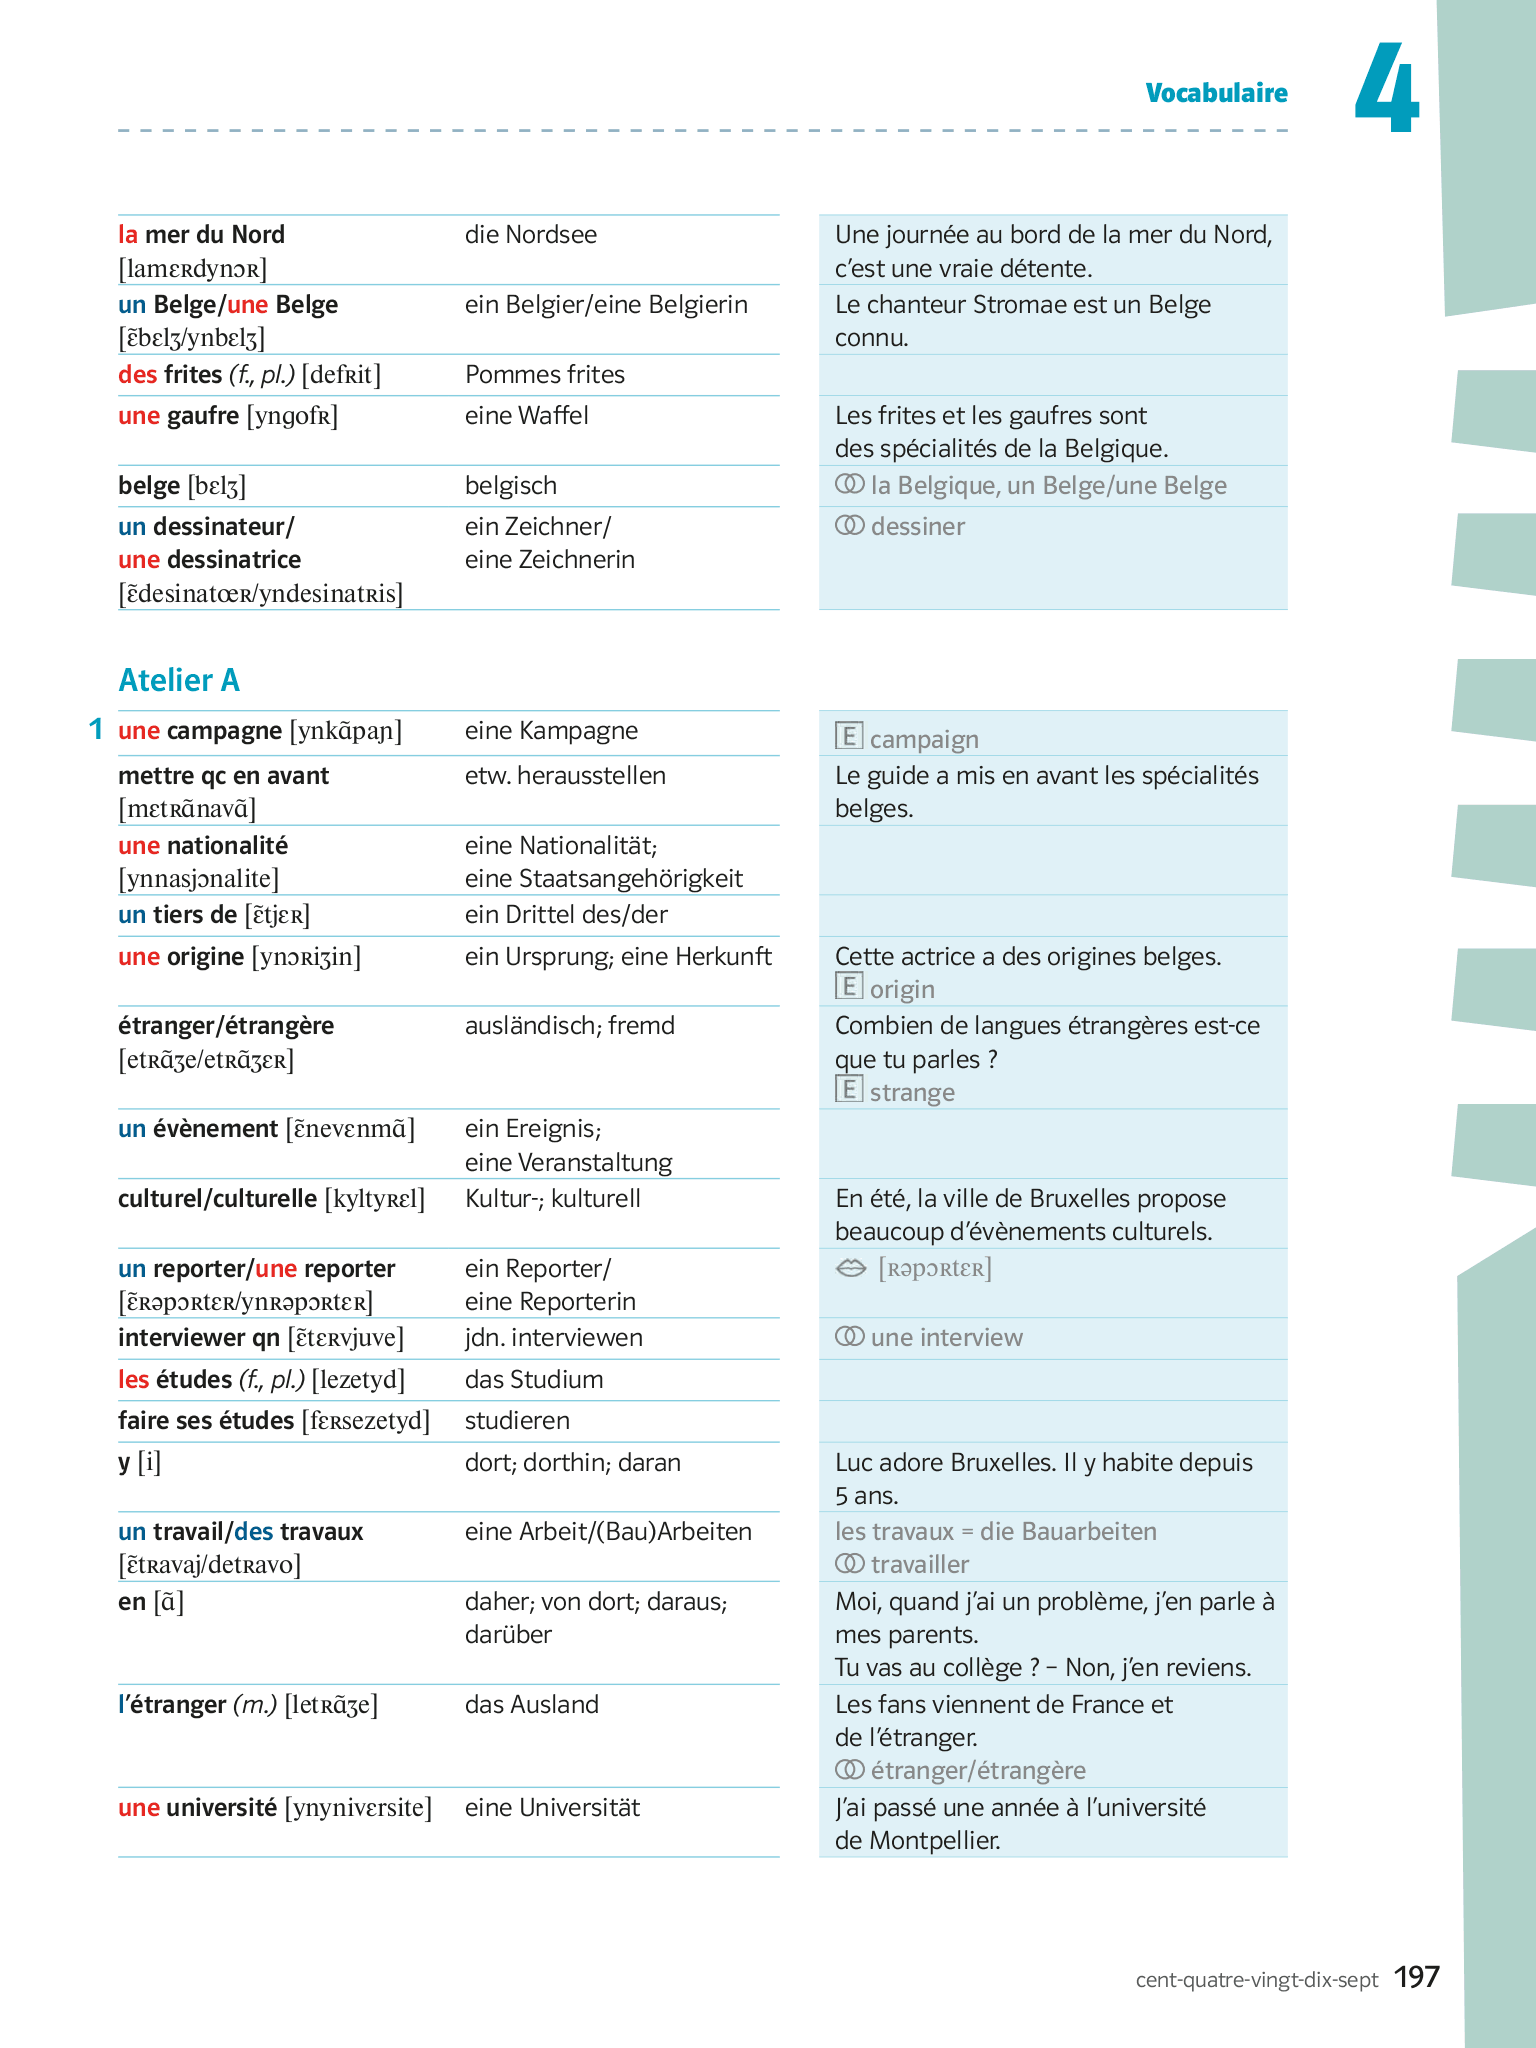 Vocabulaire
4
la mer du Nord die Nordsee Une journée au bord de la mer du Nord,
[lamɛʀdynɔʀ] c'est une vraie détente.
un Belge/une Belge ein Belgier/eine Belgierin Le chanteur Stromae est un Belge
[ɛ̃bɛlʒ/ynbɛlʒ] connu.
des frites (f., pl.) [defʀit] Pommes frites
une gaufre [yngofʀ] eine Waffel Les frites et les gaufres sont
des spécialités de la Belgique.
belge [bɛlʒ] belgisch la Belgique, un Belge/une Belge
un dessinateur/ ein Zeichner/ dessiner
une dessinatrice eine Zeichnerin
[ɛ̃desinatœʀ/yndesinatʀis]
Atelier A
1 une campagne [ynkɑ̃paɲ] eine Kampagne E campaign
mettre qc en avant etw. herausstellen Le guide a mis en avant les spécialités
[mɛtʀɑ̃navɑ̃] belges.
une nationalité eine Nationalität;
[ynnasjɔnalite] eine Staatsangehörigkeit
un tiers de [ɛ̃tjɛʀ] ein Drittel des/der
une origine [ynɔʀiʒin] ein Ursprung; eine Herkunft Cette actrice a des origines belges.
E origin
étranger/étrangère ausländisch; fremd Combien de langues étrangères est-ce
[etʀɑ̃ʒe/etʀɑ̃ʒɛʀ] que tu parles ?
E strange
un évènement [ɛ̃nevɛnmɑ̃] ein Ereignis;
eine Veranstaltung
culturel/culturelle [kyltyʀɛl] Kultur-; kulturell En été, la ville de Bruxelles propose
beaucoup d'évènements culturels.
un reporter/une reporter ein Reporter/ [ʀəpɔʀtɛʀ]
[ɛ̃ʀəpɔʀtɛʀ/ynʀəpɔʀtɛʀ] eine Reporterin
interviewer qn [ɛ̃tɛʀvjuve] jdn. interviewen une interview
les études (f., pl.) [lezetyd] das Studium
faire ses études [fɛʀsezetyd] studieren
y [i] dort; dorthin; daran Luc adore Bruxelles. Il y habite depuis
5 ans.
un travail/des travaux eine Arbeit/(Bau)Arbeiten les travaux = die Bauarbeiten
[ɛ̃tʀavaj/detʀavo] travailler
en [ɑ̃] daher; von dort; daraus; Moi, quand j'ai un problème, j'en parle à
darüber mes parents.
Tu vas au collège ? – Non, j'en reviens.
l'étranger (m.) [letʀɑ̃ʒe] das Ausland Les fans viennent de France et
de l'étranger.
étranger/étrangère
une université [ynynivɛrsite] eine Universität J'ai passé une année à l'université
de Montpellier.
cent-quatre-vingt-dix-sept 197